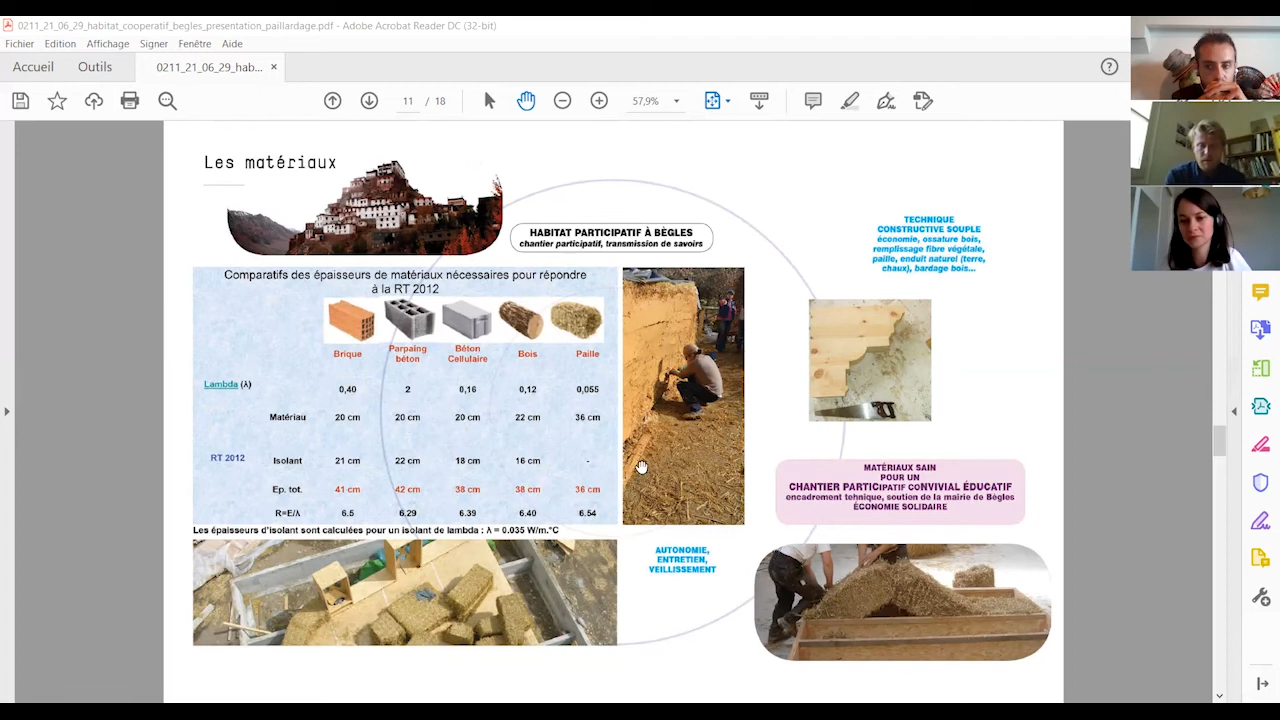 0211_21_06_29_habitat_cooperatif_begles_presentation_paillardage.pdf - Adobe Acrobat Reader DC (32-bit)
Fichier Edition Affichage Signer Fenêtre Aide
Accueil Outils 0211_21_06_29_hab... ×
11 / 18 57,9%
Les matériaux
HABITAT PARTICIPATIF À BÈGLES
chantier participatif, transmission de savoirs
TECHNIQUE
CONSTRUCTIVE SOUPLE
économie, ossature bois,
remplissage fibre végétale,
paille, enduit naturel (terre,
chaux), bardage bois...
Comparatifs des épaisseurs de matériaux nécessaires pour répondre
à la RT 2012
Brique Parpaing béton Béton Cellulaire Bois Paille
Lambda (λ) 0,40 2 0,16 0,12 0,055
Matériau 20 cm 20 cm 20 cm 22 cm 36 cm
RT 2012 Isolant 21 cm 22 cm 18 cm 16 cm -
Ep. tot. 41 cm 42 cm 38 cm 38 cm 36 cm
R=E/λ 6.5 6.29 6.39 6.40 6.54
Les épaisseurs d'isolant sont calculées pour un isolant de lambda : λ = 0.035 W/m.°C
MATÉRIAUX SAIN
POUR UN
CHANTIER PARTICIPATIF CONVIVIAL ÉDUCATIF
encadrement tehnique, soutien de la mairie de Bègles
ÉCONOMIE SOLIDAIRE
AUTONOMIE,
ENTRETIEN,
VEILLISSEMENT